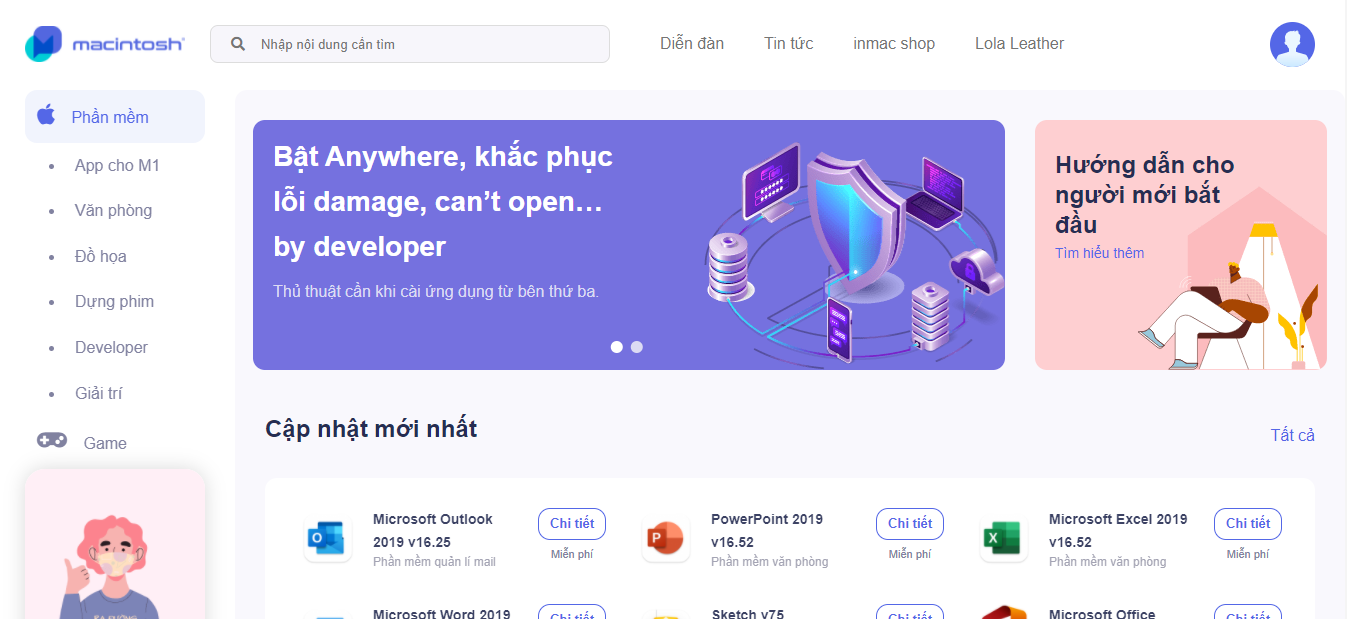 macintosh
Nhập nội dung cần tìm
Diễn đàn
Tin tức
inmac shop
Lola Leather
Phần mềm
App cho M1
Văn phòng
Đồ họa
Dựng phim
Developer
Giải trí
Game
Bật Anywhere, khắc phục
lỗi damage, can’t open…
by developer
Thủ thuật cần khi cài ứng dụng từ bên thứ ba.
Hướng dẫn cho
người mới bắt
đầu
Tìm hiểu thêm
Cập nhật mới nhất
Tất cả
Microsoft Outlook
2019 v16.25
Phần mềm quản lí mail
Chi tiết
Miễn phí
PowerPoint 2019
v16.52
Phần mềm văn phòng
Chi tiết
Miễn phí
Microsoft Excel 2019
v16.52
Phần mềm văn phòng
Chi tiết
Miễn phí
Microsoft Word 2019
Chi tiết
Sketch v75
Chi tiết
Microsoft Office
Chi tiết